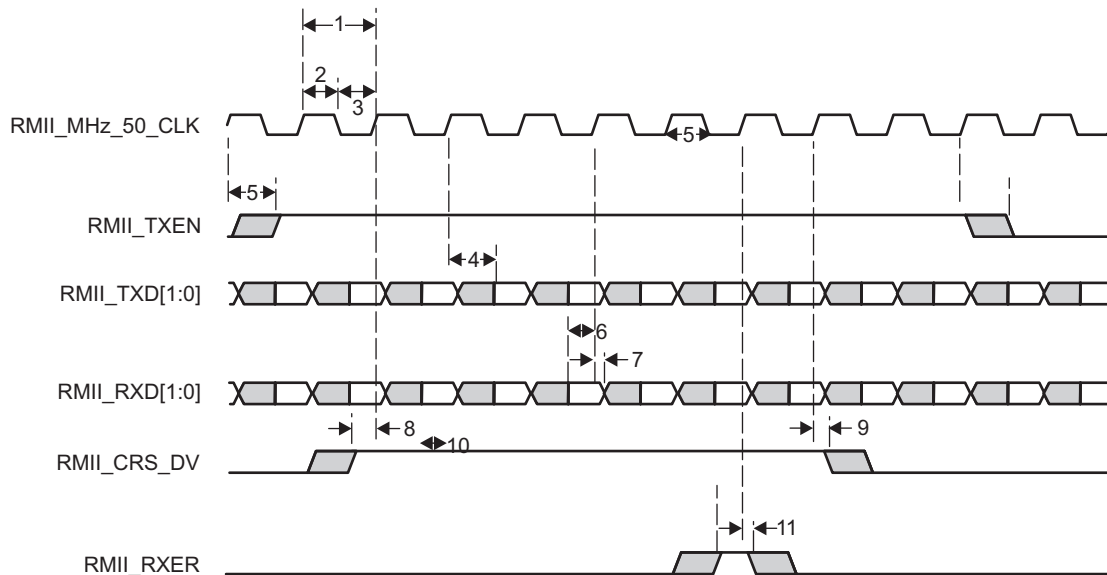 1
2
3
RMII_MHz_50_CLK
5
5
RMII_TXEN
4
RMII_TXD[1:0]
6
7
RMII_RXD[1:0]
8
9
10
RMII_CRS_DV
11
RMII_RXER